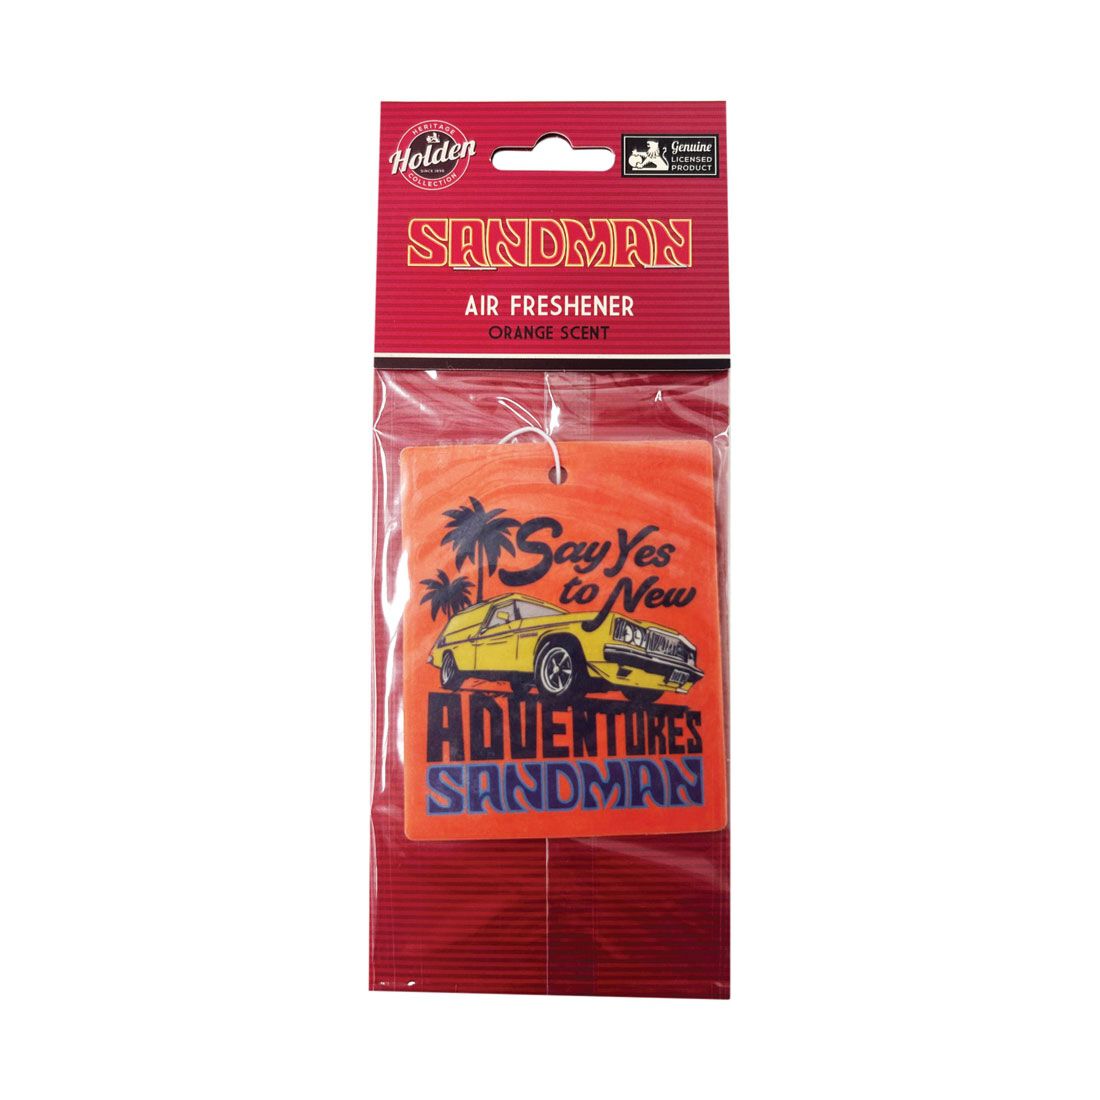 HERITAGE
Holden
SINCE 1856
COLLECTION
Genuine
LICENSED
PRODUCT
SANDMAN
AIR FRESHENER
ORANGE SCENT
A
Say Yes
to New
ADVENTURES
SANDMAN